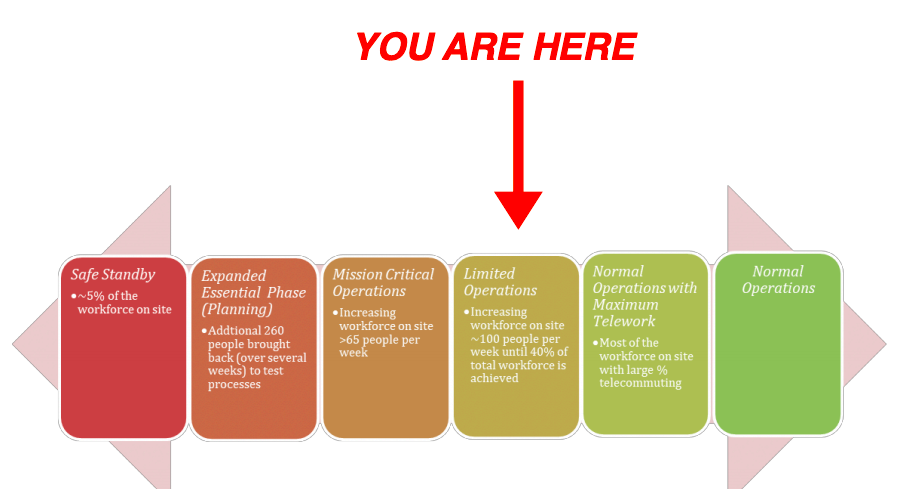 YOU ARE HERE
Safe Standby
•~5% of the
workforce on site
Expanded
Essential Phase
(Planning)
•Addtional 260
people brought
back (over several
weeks) to test
processes
Mission Critical
Operations
•Increasing
workforce on site
>65 people per
week
Limited
Operations
•Increasing
workforce on site
~100 people per
week until 40% of
total workforce is
achieved
Normal
Operations with
Maximum
Telework
•Most of the
workforce on site
with large %
telecommuting
Normal
Operations